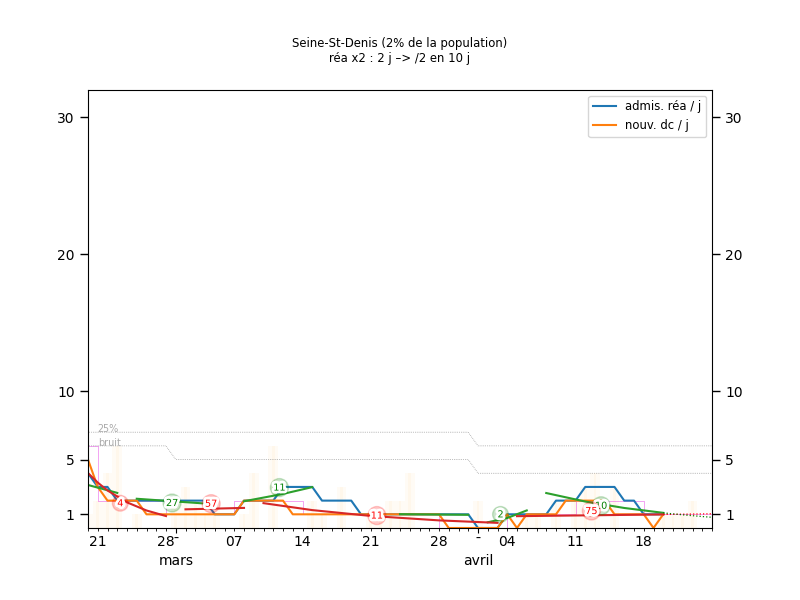 Seine-St-Denis (2% de la population)
réa x2 : 2 j –> /2 en 10 j
admis. réa / j
nouv. dc / j
30 30
20 20
10 10
25%
bruit
5 5
1 1
4
27
57
11
11
2
75
21 28 07 14 21 28 04 11 18
mars avril